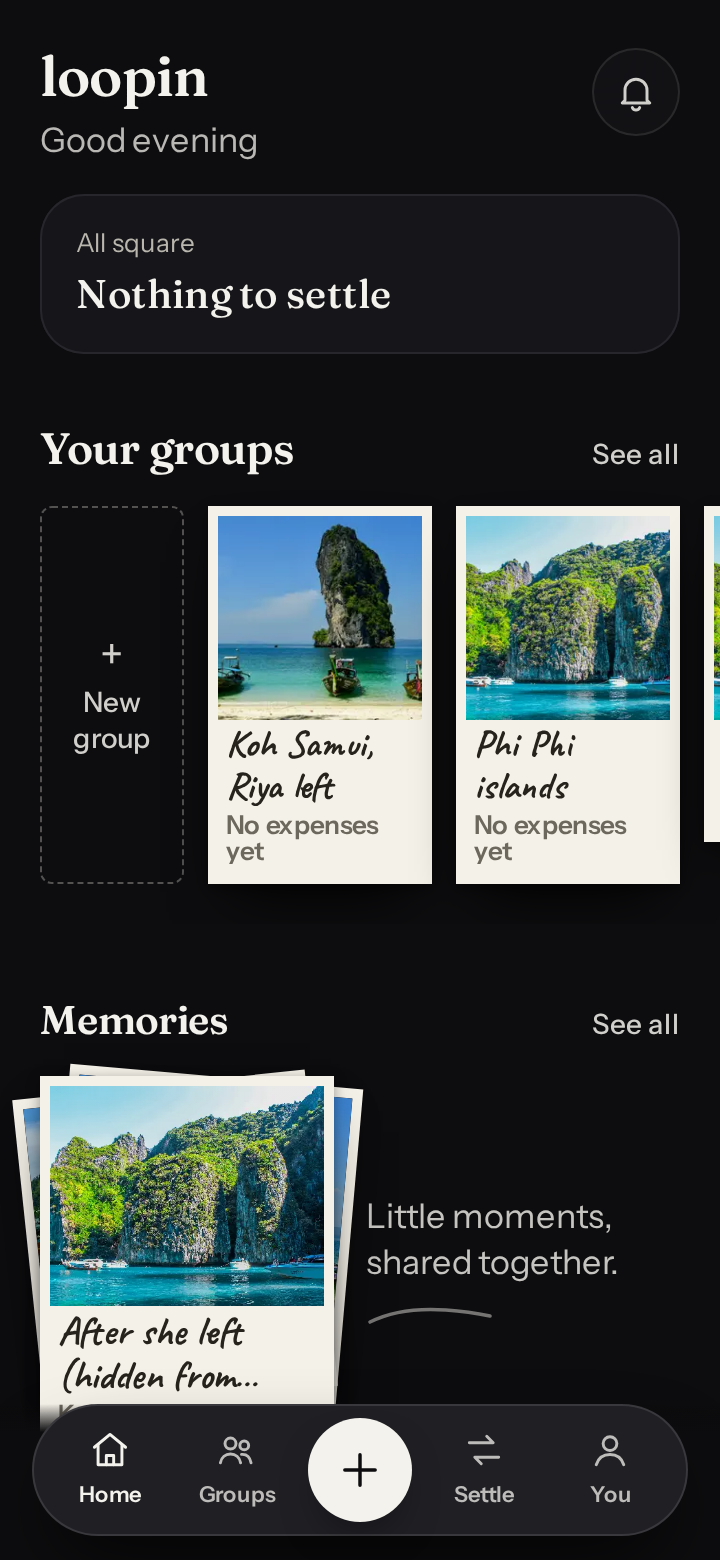 loopin
Good evening
All square
Nothing to settle
Your groups
See all
+
New
group
Koh Samui,
Riya left
No expenses
yet
Phi Phi
islands
No expenses
yet
Memories
See all
Little moments,
shared together.
After she left
(hidden from...
Home
Groups
Settle
You